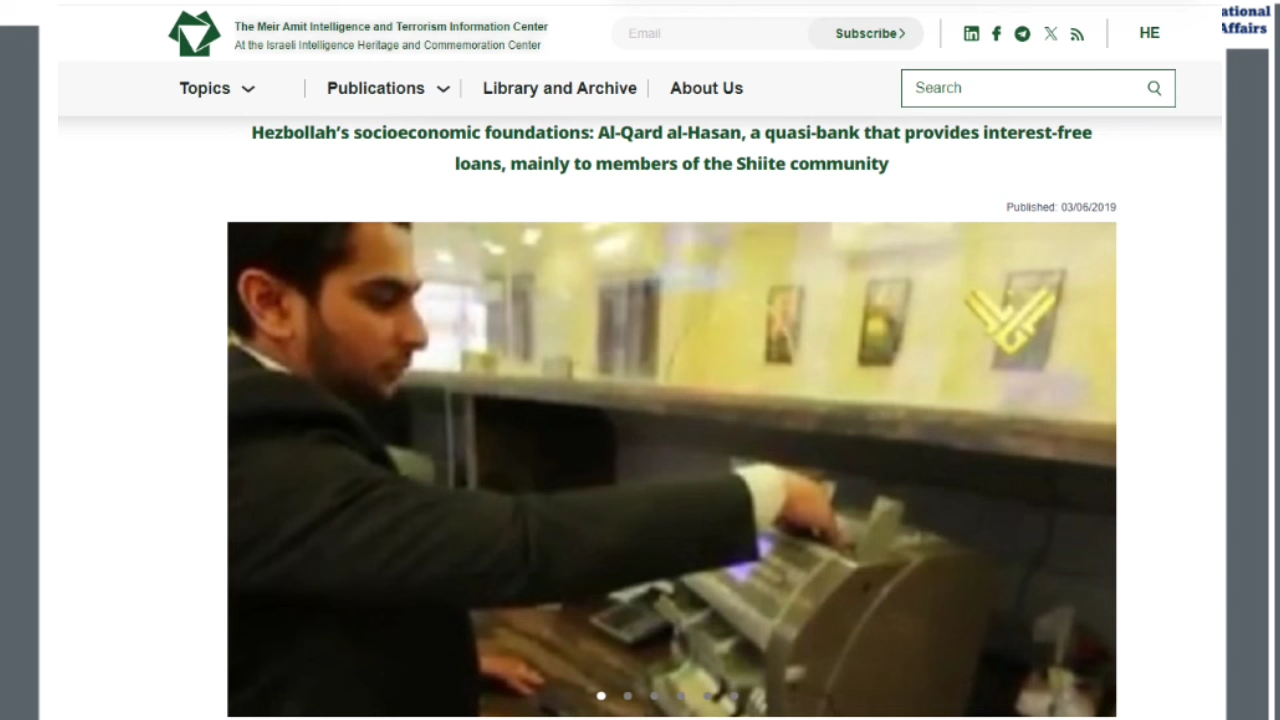 The Meir Amit Intelligence and Terrorism Information Center
At the Israeli Intelligence Heritage and Commemoration Center
Email
Subscribe
HE
ational
Affairs
Topics
Publications
Library and Archive
About Us
Search
Hezbollah's socioeconomic foundations: Al-Qard al-Hasan, a quasi-bank that provides interest-free
loans, mainly to members of the Shiite community
Published: 03/06/2019